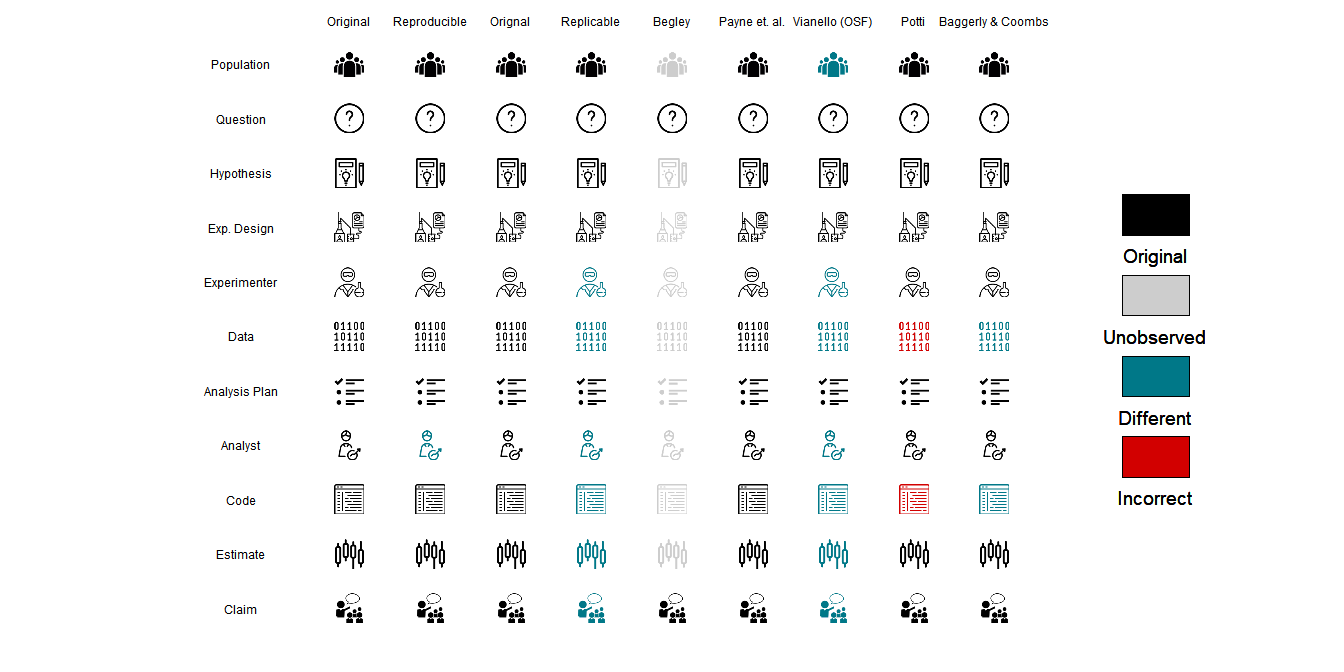 Original Reproducible Orignal Replicable Begley Payne et. al. Vianello (OSF) Potti Baggerly & Coombs
Population
Question
? ? ? ? ? ? ? ? ?
Hypothesis
Exp. Design
Experimenter
Data
01100 01100 01100 01100 01100 01100 01100 01100 01100
10110 10110 10110 10110 10110 10110 10110 10110 10110
11110 11110 11110 11110 11110 11110 11110 11110 11110
Analysis Plan
Analyst
Code
Estimate
Claim
Original
Unobserved
Different
Incorrect